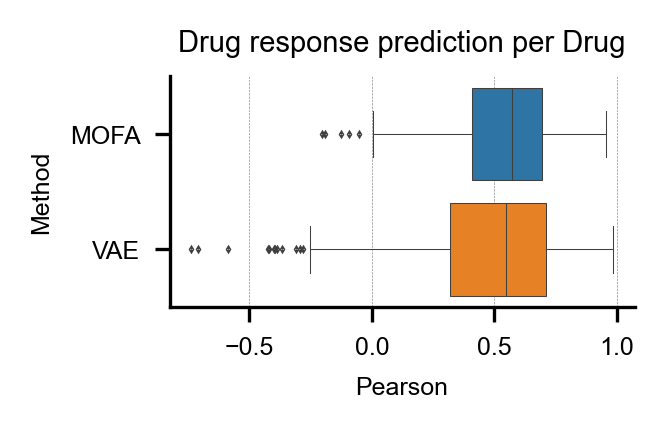 Drug response prediction per Drug
Method
MOFA
VAE
−0.5 0.0 0.5 1.0
Pearson